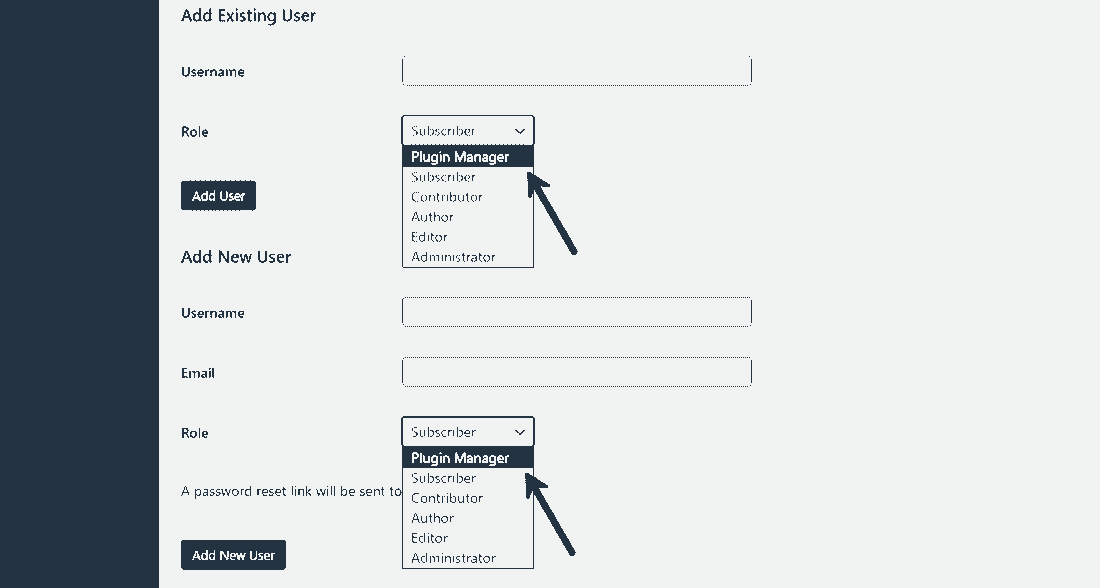 Add Existing User
Username
Role
Subscriber
Plugin Manager
Subscriber
Contributor
Author
Editor
Administrator
Add User
Add New User
Username
Email
Role
Subscriber
Plugin Manager
Subscriber
Contributor
Author
Editor
Administrator
A password reset link will be sent to
Add New User